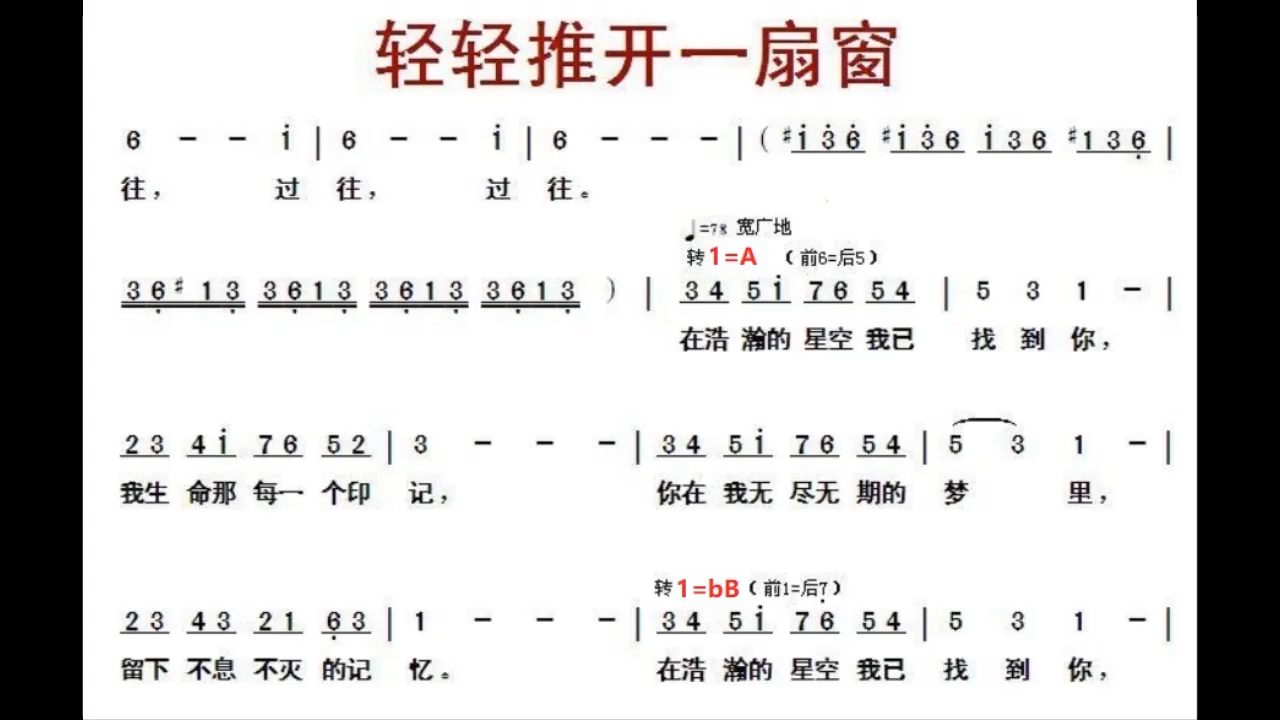 轻轻推开一扇窗
6 － － i̇ | 6 － － i̇ | 6 － － － | ( #i̇ 3̇ 6̇ #i̇ 3̇ 6 i̇ 3 6 #1 3 6̣ |
往， 过 往， 过 往。
♩=78 宽广地
转 1=A （前6=后5）
3 6̣ # 1 3̣ 3 6̣ 1 3̣ 3 6̣ 1 3̣ 3 6̣ 1 3̣ ) | 3 4 5 i̇ 7 6 5 4 | 5 3 1 － |
在浩 瀚的 星空 我已 找 到 你，
2 3 4 i̇ 7 6 5 2 | 3 － － － | 3 4 5 i̇ 7 6 5 4 | 5 3 1 － |
我生 命那 每一 个印 记， 你在 我无 尽无 期的 梦 里，
转 1=bB （前1=后7̣）
2 3 4 3 2 1 6̣ 3 | 1 － － － | 3 4 5 i̇ 7 6 5 4 | 5 3 1 － |
留下 不息 不灭 的记 忆。 在浩 瀚的 星空 我已 找 到 你，